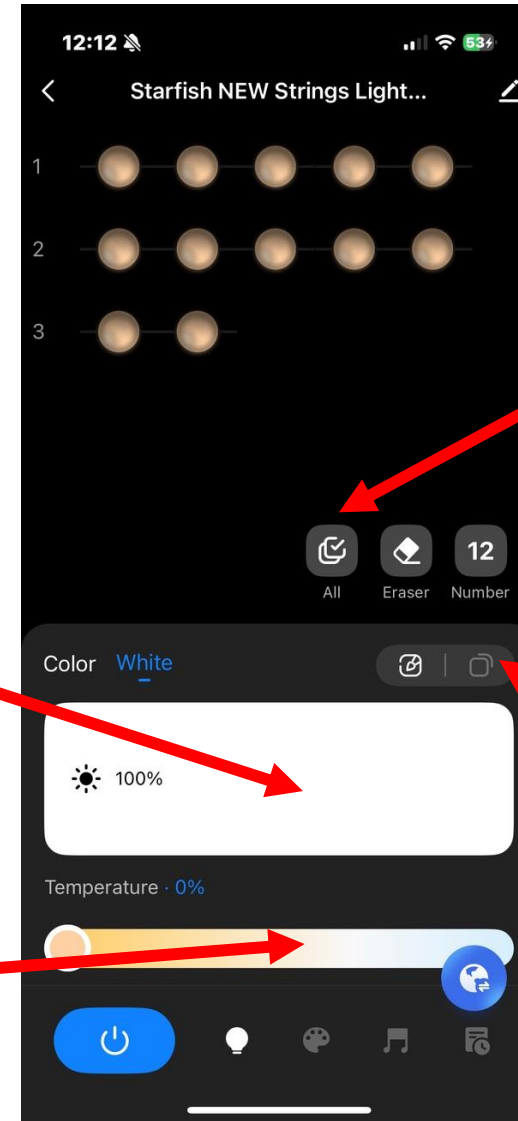 12:12
53
Starfish NEW Strings Light...
1
2
3
12
All Eraser Number
Color White
100%
Temperature · 0%